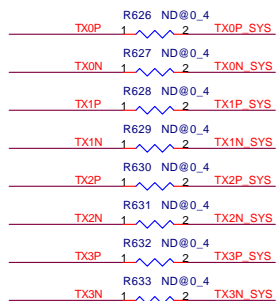 R626 ND@0_4
TX0P 1 2 TX0P_SYS
R627 ND@0_4
TX0N 1 2 TX0N_SYS
R628 ND@0_4
TX1P 1 2 TX1P_SYS
R629 ND@0_4
TX1N 1 2 TX1N_SYS
R630 ND@0_4
TX2P 1 2 TX2P_SYS
R631 ND@0_4
TX2N 1 2 TX2N_SYS
R632 ND@0_4
TX3P 1 2 TX3P_SYS
R633 ND@0_4
TX3N 1 2 TX3N_SYS